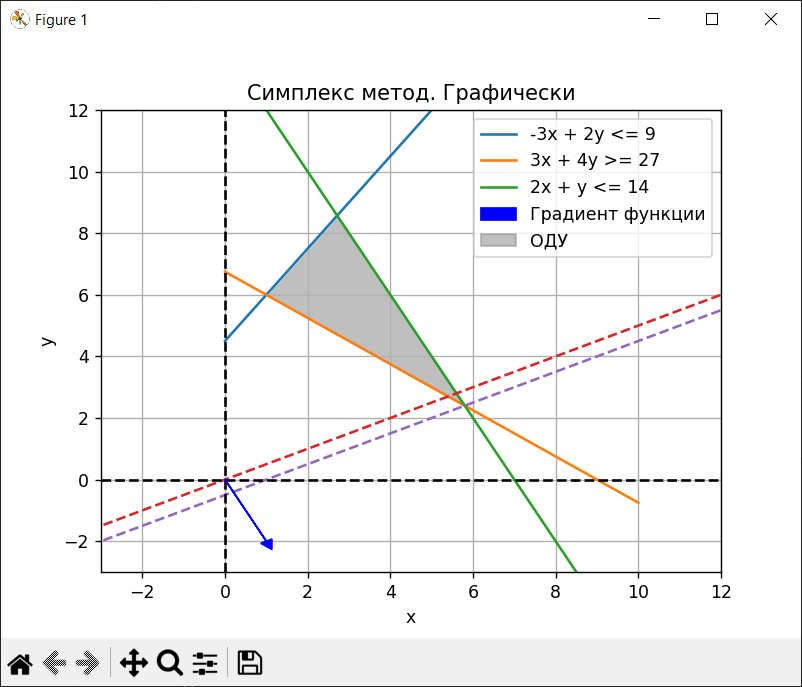 Figure 1
Симплекс метод. Графически
12
10
8
6
4
2
0
−2
y
−2 0 2 4 6 8 10 12
x
-3x + 2y <= 9
3x + 4y >= 27
2x + y <= 14
Градиент функции
ОДУ